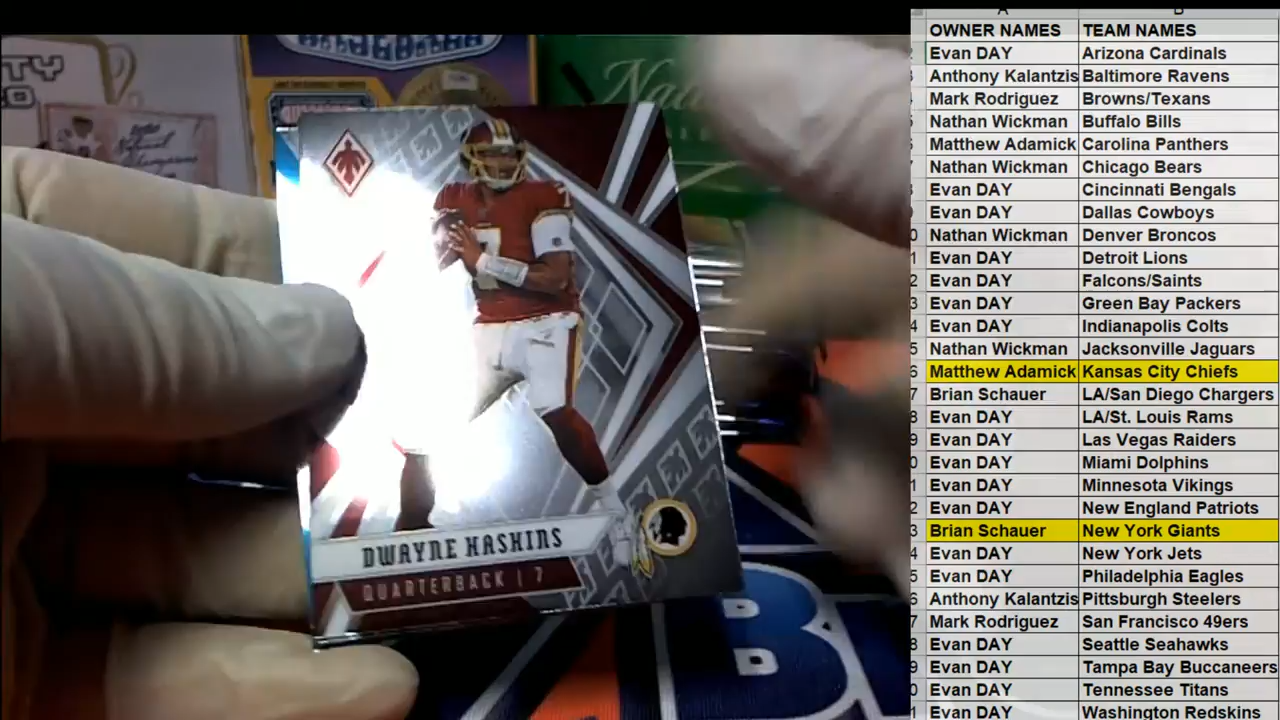 OWNER NAMES TEAM NAMES
Evan DAY Arizona Cardinals
Anthony Kalantzis Baltimore Ravens
Mark Rodriguez Browns/Texans
Nathan Wickman Buffalo Bills
Matthew Adamick Carolina Panthers
Nathan Wickman Chicago Bears
Evan DAY Cincinnati Bengals
Evan DAY Dallas Cowboys
Nathan Wickman Denver Broncos
Evan DAY Detroit Lions
Evan DAY Falcons/Saints
Evan DAY Green Bay Packers
Evan DAY Indianapolis Colts
Nathan Wickman Jacksonville Jaguars
Matthew Adamick Kansas City Chiefs
Brian Schauer LA/San Diego Chargers
Evan DAY LA/St. Louis Rams
Evan DAY Las Vegas Raiders
Evan DAY Miami Dolphins
Evan DAY Minnesota Vikings
Evan DAY New England Patriots
Brian Schauer New York Giants
Evan DAY New York Jets
Evan DAY Philadelphia Eagles
Anthony Kalantzis Pittsburgh Steelers
Mark Rodriguez San Francisco 49ers
Evan DAY Seattle Seahawks
Evan DAY Tampa Bay Buccaneers
Evan DAY Tennessee Titans
Evan DAY Washington Redskins
DWAYNE HASKINS
QUARTERBACK | 7